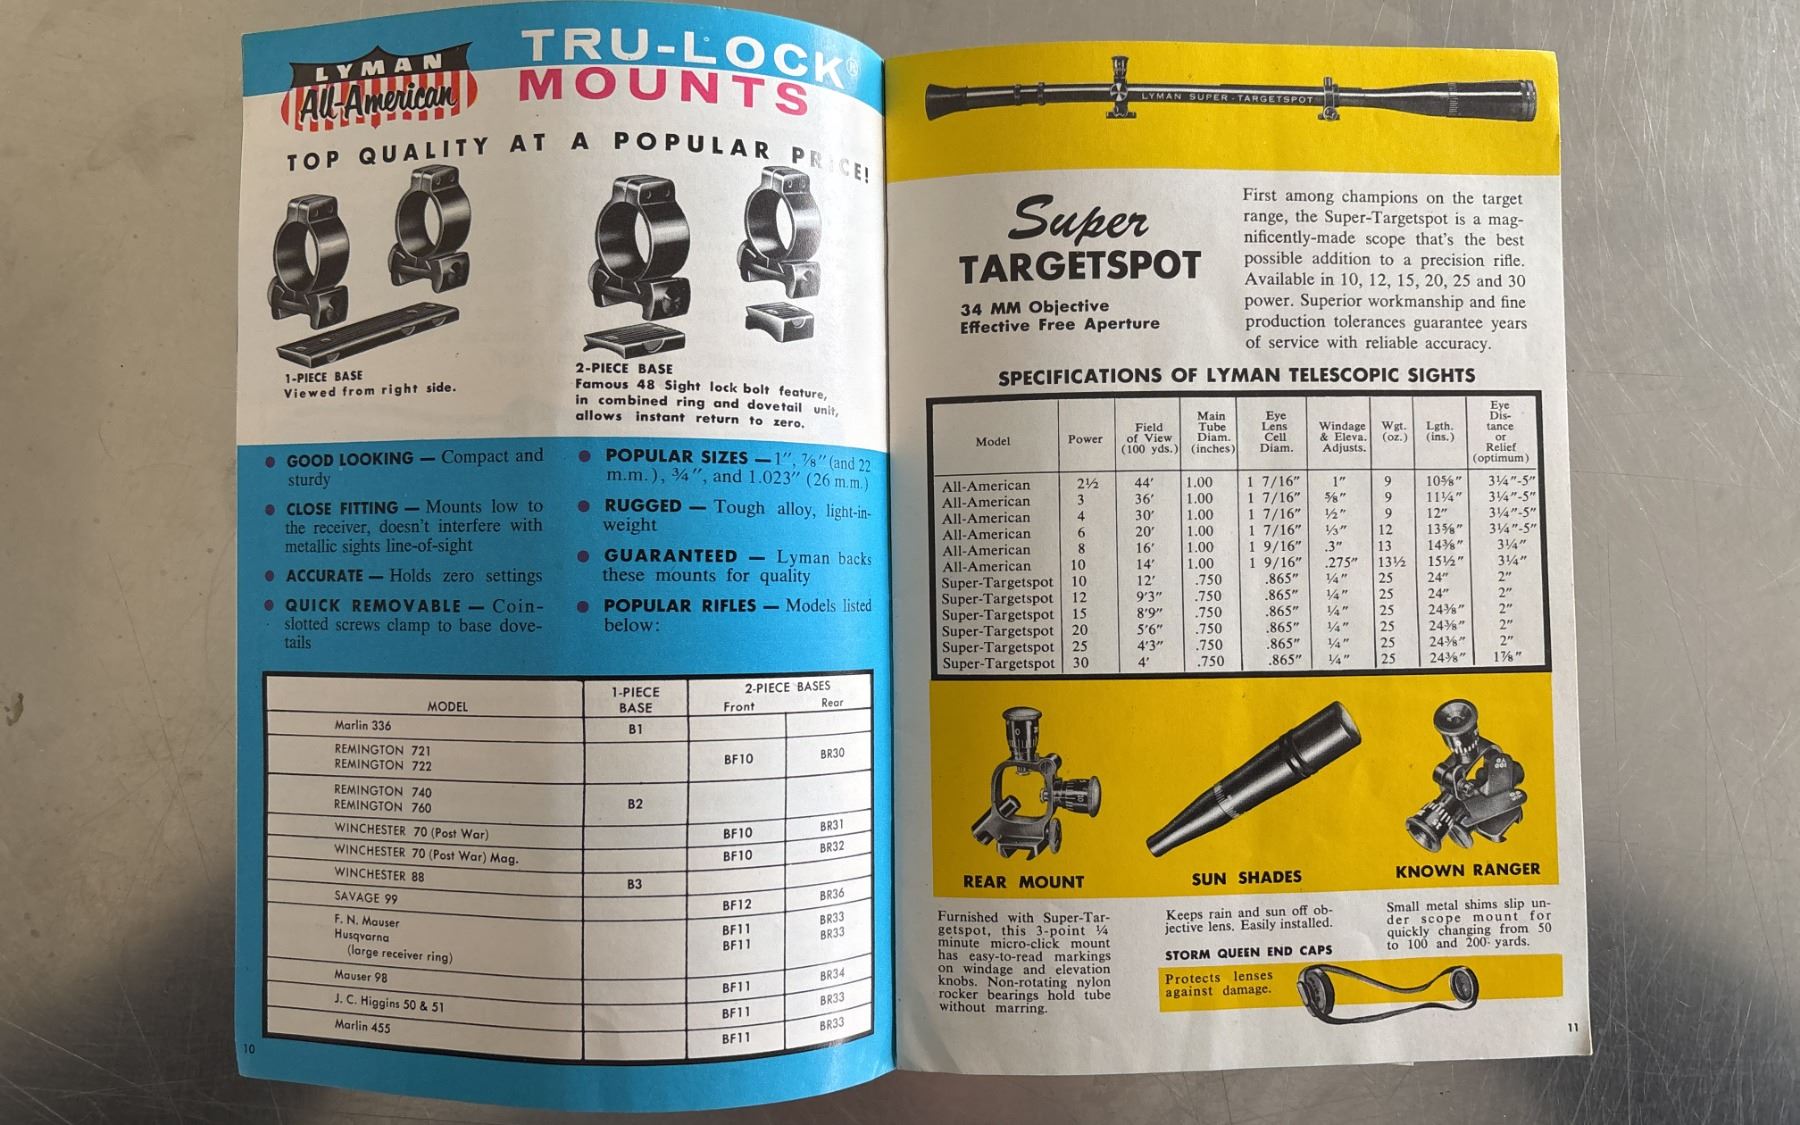 LYMAN
All-American
TRU-LOCK®
MOUNTS
TOP QUALITY AT A POPULAR PRICE!
1-PIECE BASE
Viewed from right side.
2-PIECE BASE
Famous 48 Sight lock bolt feature,
in combined ring and dovetail unit,
allows instant return to zero.
● GOOD LOOKING — Compact and
sturdy
● CLOSE FITTING — Mounts low to
the receiver, doesn't interfere with
metallic sights line-of-sight
● ACCURATE — Holds zero settings
● QUICK REMOVABLE — Coin-
slotted screws clamp to base dove-
tails
● POPULAR SIZES — 1", ⅞" (and 22
m.m.), ¾", and 1.023" (26 m.m.)
● RUGGED — Tough alloy, light-in-
weight
● GUARANTEED — Lyman backs
these mounts for quality
● POPULAR RIFLES — Models listed
below:
MODEL 1-PIECE BASE 2-PIECE BASES Front Rear
Marlin 336 B1
REMINGTON 721
REMINGTON 722 BF10 BR30
REMINGTON 740
REMINGTON 760 B2
WINCHESTER 70 (Post War) BF10 BR31
WINCHESTER 70 (Post War) Mag. BF10 BR32
WINCHESTER 88 B3
SAVAGE 99 BF12 BR36
F. N. Mauser BF11 BR33
Husqvarna BF11 BR33
(large receiver ring)
Mauser 98 BF11 BR34
J. C. Higgins 50 & 51 BF11 BR33
Marlin 455 BF11 BR33
10
LYMAN SUPER-TARGETSPOT
Super
TARGETSPOT
34 MM Objective
Effective Free Aperture
First among champions on the target
range, the Super-Targetspot is a mag-
nificently-made scope that's the best
possible addition to a precision rifle.
Available in 10, 12, 15, 20, 25 and 30
power. Superior workmanship and fine
production tolerances guarantee years
of service with reliable accuracy.
SPECIFICATIONS OF LYMAN TELESCOPIC SIGHTS
Model Power Field of View (100 yds.) Main Tube Diam. (inches) Eye Lens Cell Diam. Windage & Eleva. Adjusts. Wgt. (oz.) Lgth. (ins.) Eye Dis- tance or Relief (optimum)
All-American 2½ 44' 1.00 1 7/16" 1" 9 10⅝" 3¼"-5"
All-American 3 36' 1.00 1 7/16" ⅝" 9 11¼" 3¼"-5"
All-American 4 30' 1.00 1 7/16" ½" 9 12" 3¼"-5"
All-American 6 20' 1.00 1 7/16" ⅓" 12 13⅝" 3¼"-5"
All-American 8 16' 1.00 1 9/16" .3" 13 14⅜" 3¼"
All-American 10 14' 1.00 1 9/16" .275" 13½ 15½" 3¼"
Super-Targetspot 10 12' .750 .865" ¼" 25 24" 2"
Super-Targetspot 12 9'3" .750 .865" ¼" 25 24" 2"
Super-Targetspot 15 8'9" .750 .865" ¼" 25 24⅜" 2"
Super-Targetspot 20 5'6" .750 .865" ¼" 25 24⅜" 2"
Super-Targetspot 25 4'3" .750 .865" ¼" 25 24⅜" 2"
Super-Targetspot 30 4' .750 .865" ¼" 25 24⅜" 1⅞"
REAR MOUNT
Furnished with Super-Tar-
getspot, this 3-point ¼
minute micro-click mount
has easy-to-read markings
on windage and elevation
knobs. Non-rotating nylon
rocker bearings hold tube
without marring.
SUN SHADES
Keeps rain and sun off ob-
jective lens. Easily installed.
STORM QUEEN END CAPS
Protects lenses
against damage.
KNOWN RANGER
Small metal shims slip un-
der scope mount for
quickly changing from 50
to 100 and 200- yards.
11